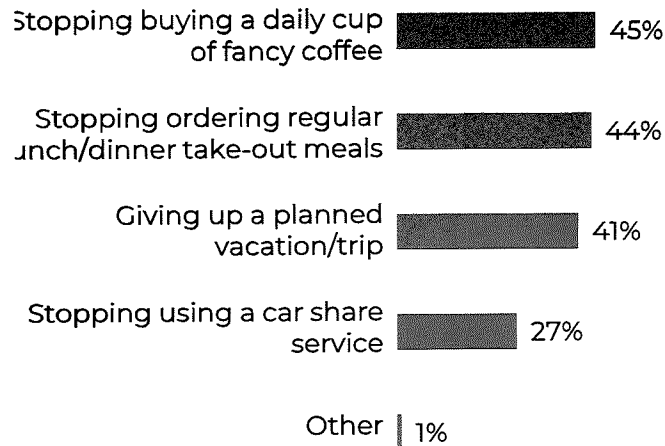 Stopping buying a daily cup
of fancy coffee
45%
Stopping ordering regular
unch/dinner take-out meals
44%
Giving up a planned
vacation/trip
41%
Stopping using a car share
service
27%
Other
1%